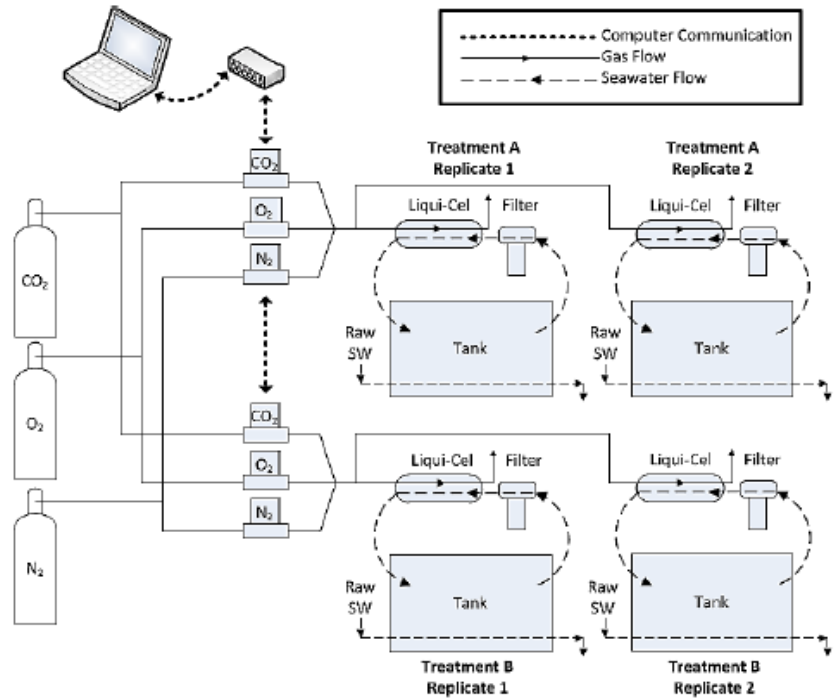 Computer Communication
Gas Flow
Seawater Flow
CO₂
O₂
N₂
CO₂
O₂
N₂
Treatment A
Replicate 1
Liqui-Cel
Filter
Raw
SW
Tank
Treatment A
Replicate 2
Liqui-Cel
Filter
Raw
SW
Tank
CO₂
O₂
N₂
Liqui-Cel
Filter
Raw
SW
Tank
Treatment B
Replicate 1
Liqui-Cel
Filter
Raw
SW
Tank
Treatment B
Replicate 2